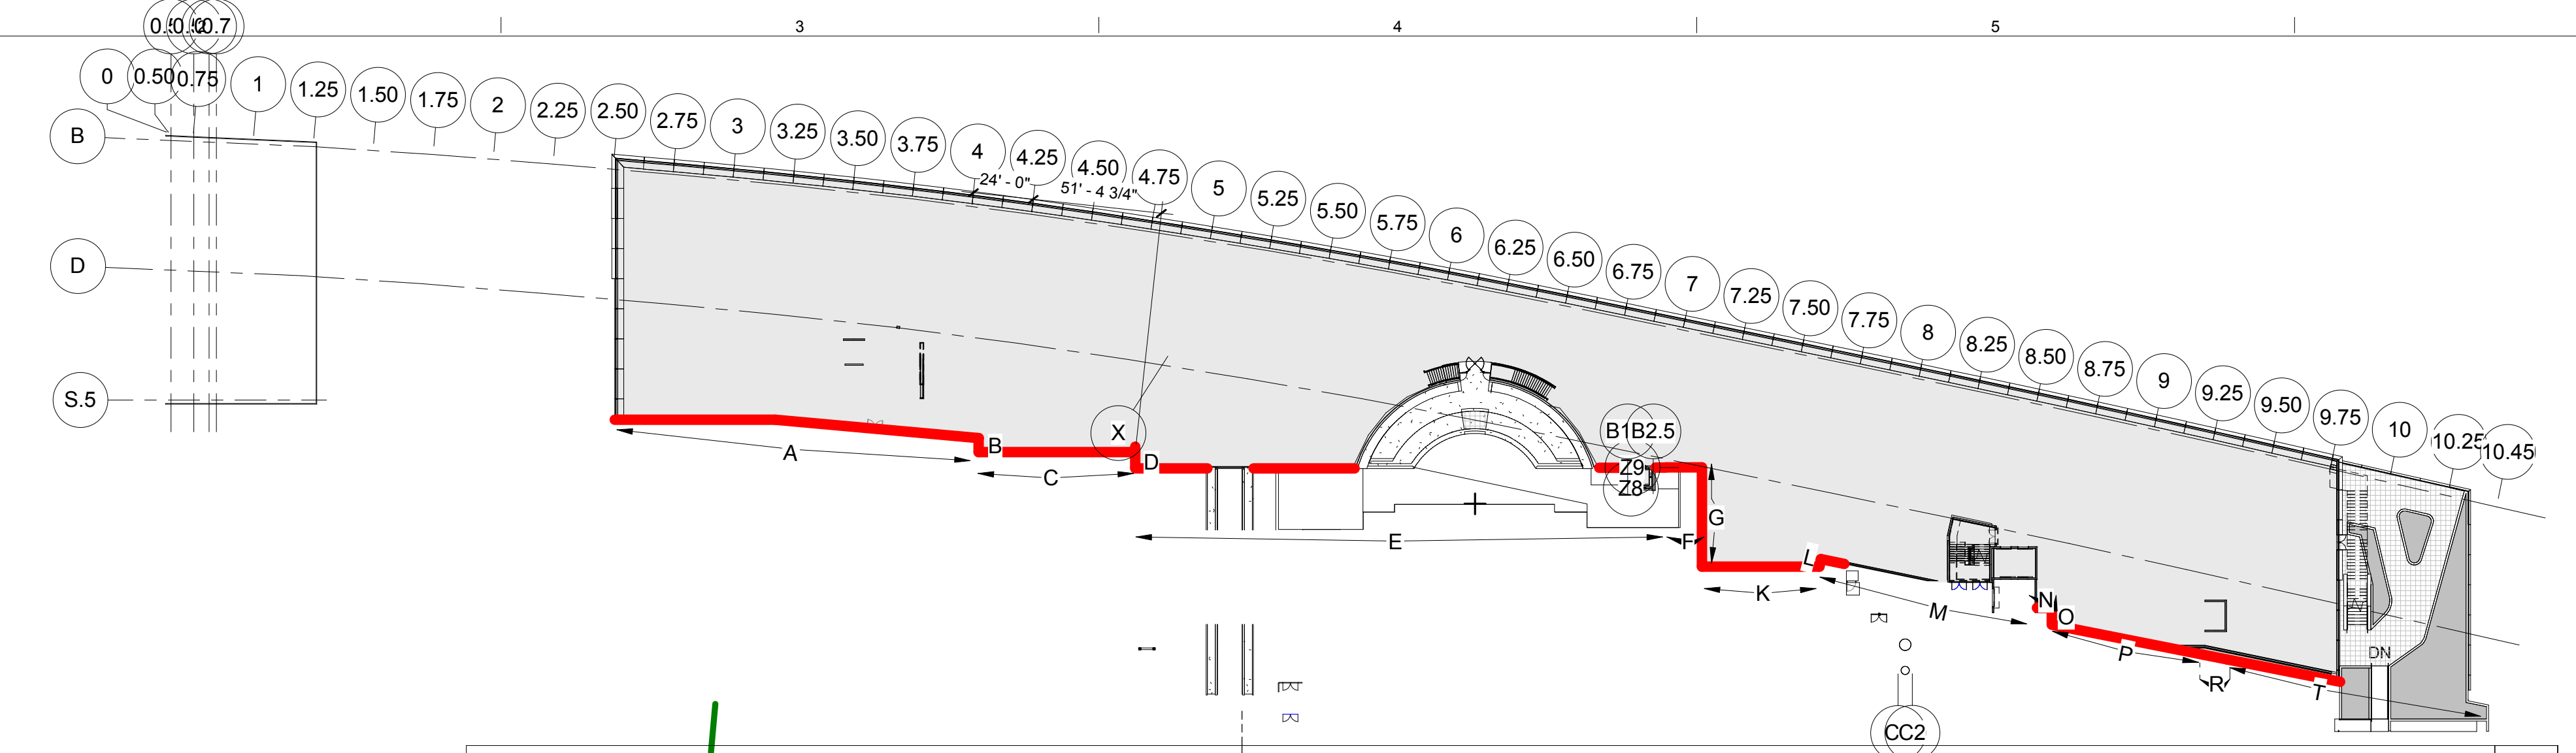 3 4 5
0 0.50 0.75 1 1.25 1.50 1.75 2 2.25 2.50 2.75 3 3.25 3.50 3.75 4 4.25 4.50 4.75 5 5.25 5.50 5.75 6 6.25 6.50 6.75 7 7.25 7.50 7.75 8 8.25 8.50 8.75 9 9.25 9.50 9.75 10 10.25 10.45
24' - 0" 51' - 4 3/4"
B
D
S.5
X
B2.5
Z9
Z8
A B C D E F G K L M N O P R T
DN
CC2